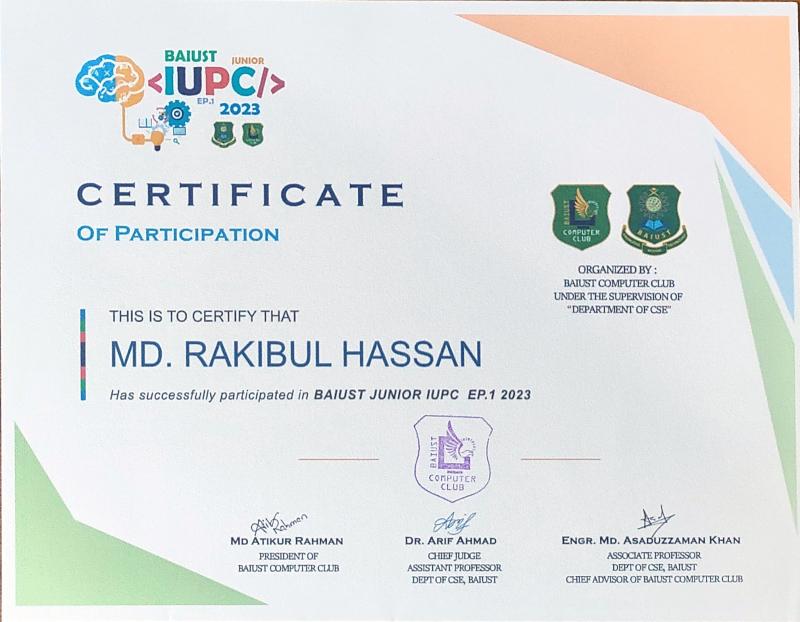 BAIUST JUNIOR
<IUPC/>
EP.1
2023
CERTIFICATE
OF PARTICIPATION
BAIUST
COMPUTER
CLUB
BAIUST
ORGANIZED BY :
BAIUST COMPUTER CLUB
UNDER THE SUPERVISION OF
“DEPARTMENT OF CSE”
THIS IS TO CERTIFY THAT
MD. RAKIBUL HASSAN
Has successfully participated in BAIUST JUNIOR IUPC EP.1 2023
BAIUST
COMPUTER
CLUB
Atik Rahman
Arif
Asad
MD ATIKUR RAHMAN
PRESIDENT OF
BAIUST COMPUTER CLUB
DR. ARIF AHMAD
CHIEF JUDGE
ASSISTANT PROFESSOR
DEPT OF CSE, BAIUST
ENGR. MD. ASADUZZAMAN KHAN
ASSOCIATE PROFESSOR
DEPT OF CSE, BAIUST
CHIEF ADVISOR OF BAIUST COMPUTER CLUB